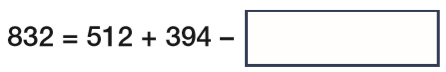 832 = 512 + 394 –